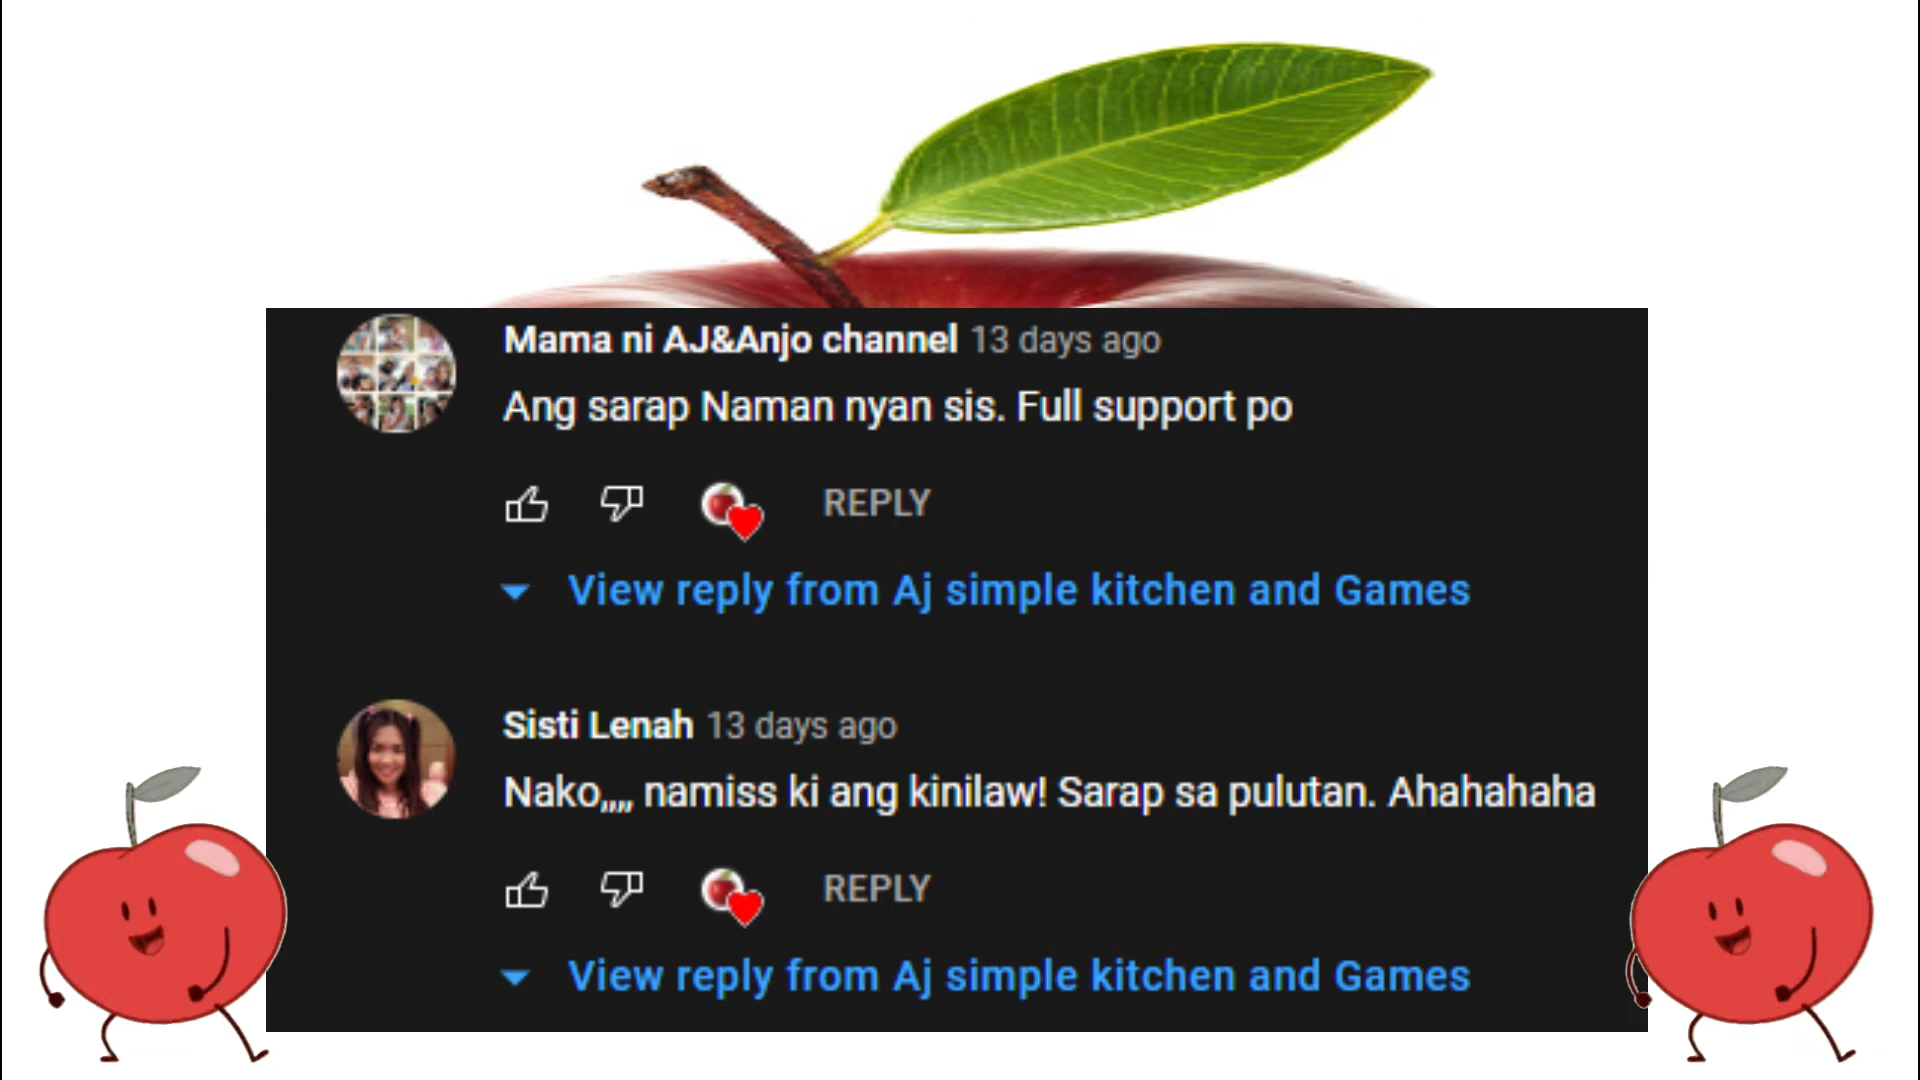 Mama ni AJ&Anjo channel 13 days ago
Ang sarap Naman nyan sis. Full support po
REPLY
View reply from Aj simple kitchen and Games
Sisti Lenah 13 days ago
Nako,,,, namiss ki ang kinilaw! Sarap sa pulutan. Ahahahaha
REPLY
View reply from Aj simple kitchen and Games